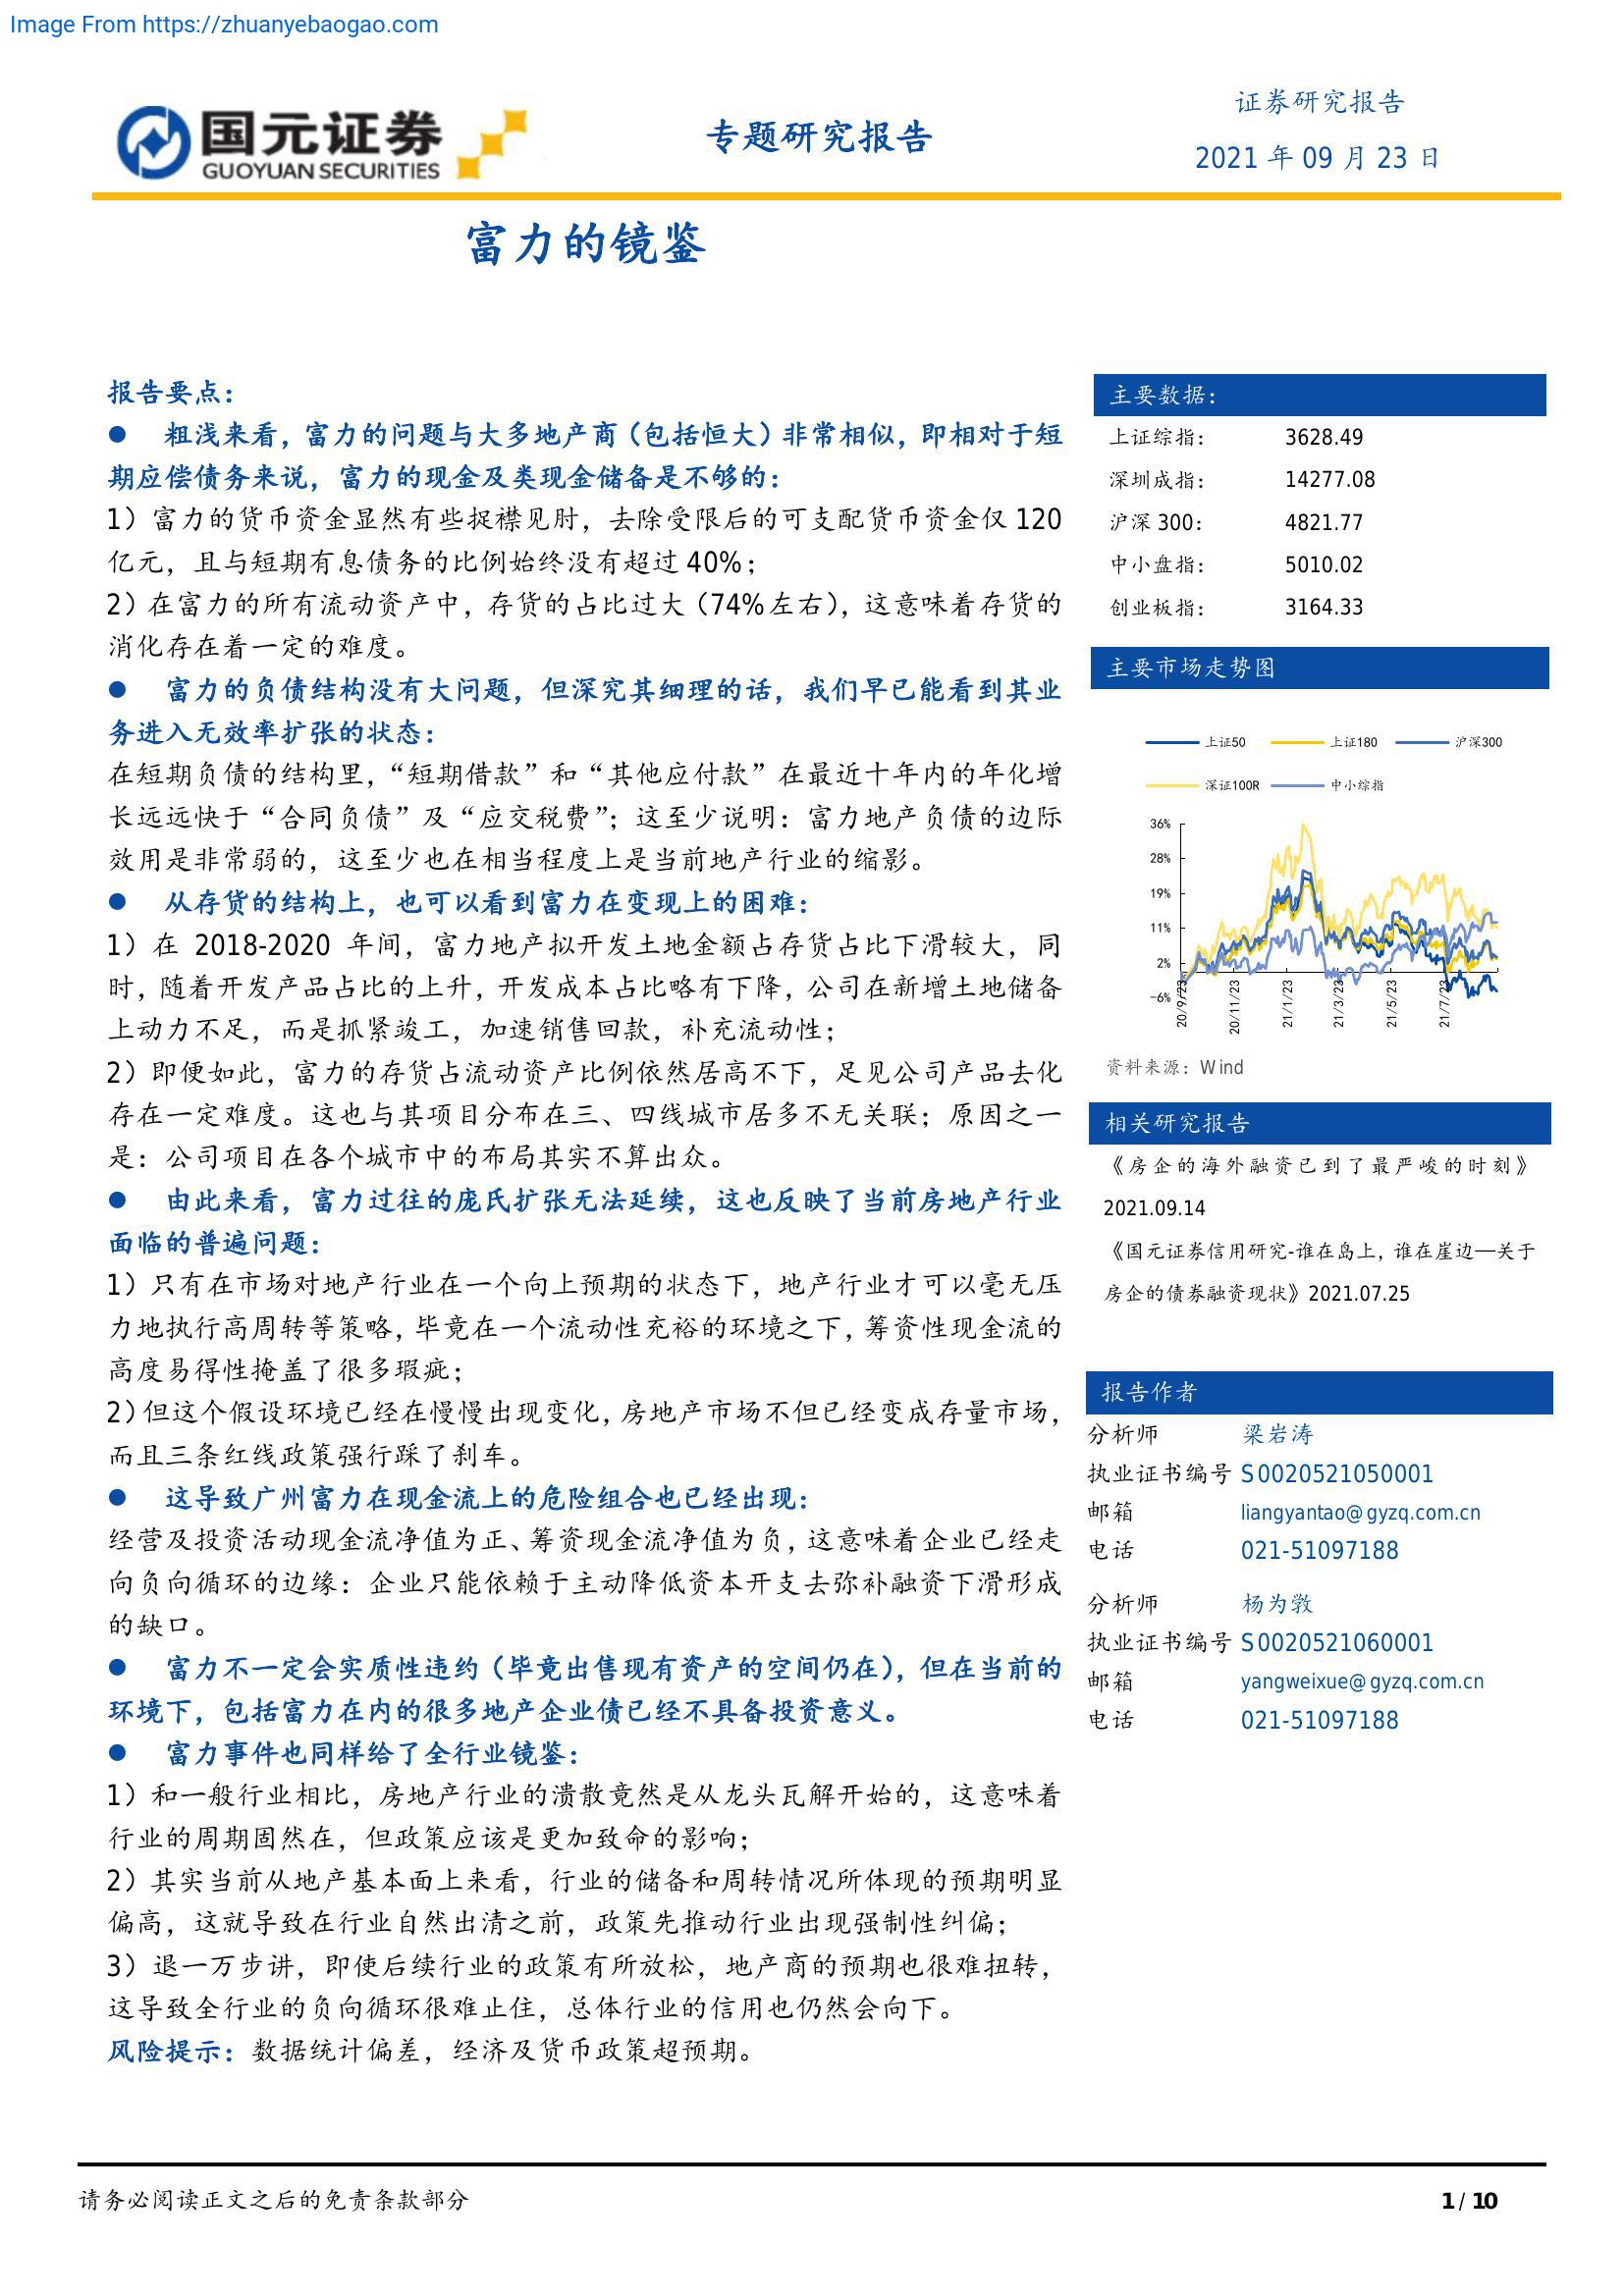 Image From https://zhuanyebaogao.com
国元证券
GUOYUAN SECURITIES
专题研究报告
证券研究报告
2021 年 09 月 23 日
富力的镜鉴
报告要点：
● 粗浅来看，富力的问题与大多地产商（包括恒大）非常相似，即相对于短
期应偿债务来说，富力的现金及类现金储备是不够的：
1）富力的货币资金显然有些捉襟见肘，去除受限后的可支配货币资金仅 120
亿元，且与短期有息债务的比例始终没有超过 40%；
2）在富力的所有流动资产中，存货的占比过大（74%左右），这意味着存货的
消化存在着一定的难度。
● 富力的负债结构没有大问题，但深究其细理的话，我们早已能看到其业
务进入无效率扩张的状态：
在短期负债的结构里，“短期借款”和“其他应付款”在最近十年内的年化增
长远远快于“合同负债”及“应交税费”；这至少说明：富力地产负债的边际
效用是非常弱的，这至少也在相当程度上是当前地产行业的缩影。
● 从存货的结构上，也可以看到富力在变现上的困难：
1）在 2018-2020 年间，富力地产拟开发土地金额占存货占比下滑较大，同
时，随着开发产品占比的上升，开发成本占比略有下降，公司在新增土地储备
上动力不足，而是抓紧竣工，加速销售回款，补充流动性；
2）即便如此，富力的存货占流动资产比例依然居高不下，足见公司产品去化
存在一定难度。这也与其项目分布在三、四线城市居多不无关联；原因之一
是：公司项目在各个城市中的布局其实不算出众。
● 由此来看，富力过往的庞氏扩张无法延续，这也反映了当前房地产行业
面临的普遍问题：
1）只有在市场对地产行业在一个向上预期的状态下，地产行业才可以毫无压
力地执行高周转等策略，毕竟在一个流动性充裕的环境之下，筹资性现金流的
高度易得性掩盖了很多瑕疵；
2）但这个假设环境已经在慢慢出现变化，房地产市场不但已经变成存量市场，
而且三条红线政策强行踩了刹车。
● 这导致广州富力在现金流上的危险组合也已经出现：
经营及投资活动现金流净值为正、筹资现金流净值为负，这意味着企业已经走
向负向循环的边缘：企业只能依赖于主动降低资本开支去弥补融资下滑形成
的缺口。
● 富力不一定会实质性违约（毕竟出售现有资产的空间仍在），但在当前的
环境下，包括富力在内的很多地产企业债已经不具备投资意义。
● 富力事件也同样给了全行业镜鉴：
1）和一般行业相比，房地产行业的溃散竟然是从龙头瓦解开始的，这意味着
行业的周期固然在，但政策应该是更加致命的影响；
2）其实当前从地产基本面上来看，行业的储备和周转情况所体现的预期明显
偏高，这就导致在行业自然出清之前，政策先推动行业出现强制性纠偏；
3）退一万步讲，即使后续行业的政策有所放松，地产商的预期也很难扭转，
这导致全行业的负向循环很难止住，总体行业的信用也仍然会向下。
风险提示：数据统计偏差，经济及货币政策超预期。
主要数据：
上证综指： 3628.49
深圳成指： 14277.08
沪深 300： 4821.77
中小盘指： 5010.02
创业板指： 3164.33
主要市场走势图
上证50 上证180 沪深300
深证100R 中小综指
36%
28%
19%
11%
2%
-6%
20/9/23 20/11/23 21/1/23 21/3/23 21/5/23 21/7/23
资料来源：Wind
相关研究报告
《房企的海外融资已到了最严峻的时刻》
2021.09.14
《国元证券信用研究-谁在岛上，谁在崖边—关于
房企的债券融资现状》2021.07.25
报告作者
分析师 梁岩涛
执业证书编号 S0020521050001
邮箱 liangyantao@gyzq.com.cn
电话 021-51097188
分析师 杨为敩
执业证书编号 S0020521060001
邮箱 yangweixue@gyzq.com.cn
电话 021-51097188
请务必阅读正文之后的免责条款部分
1 / 10